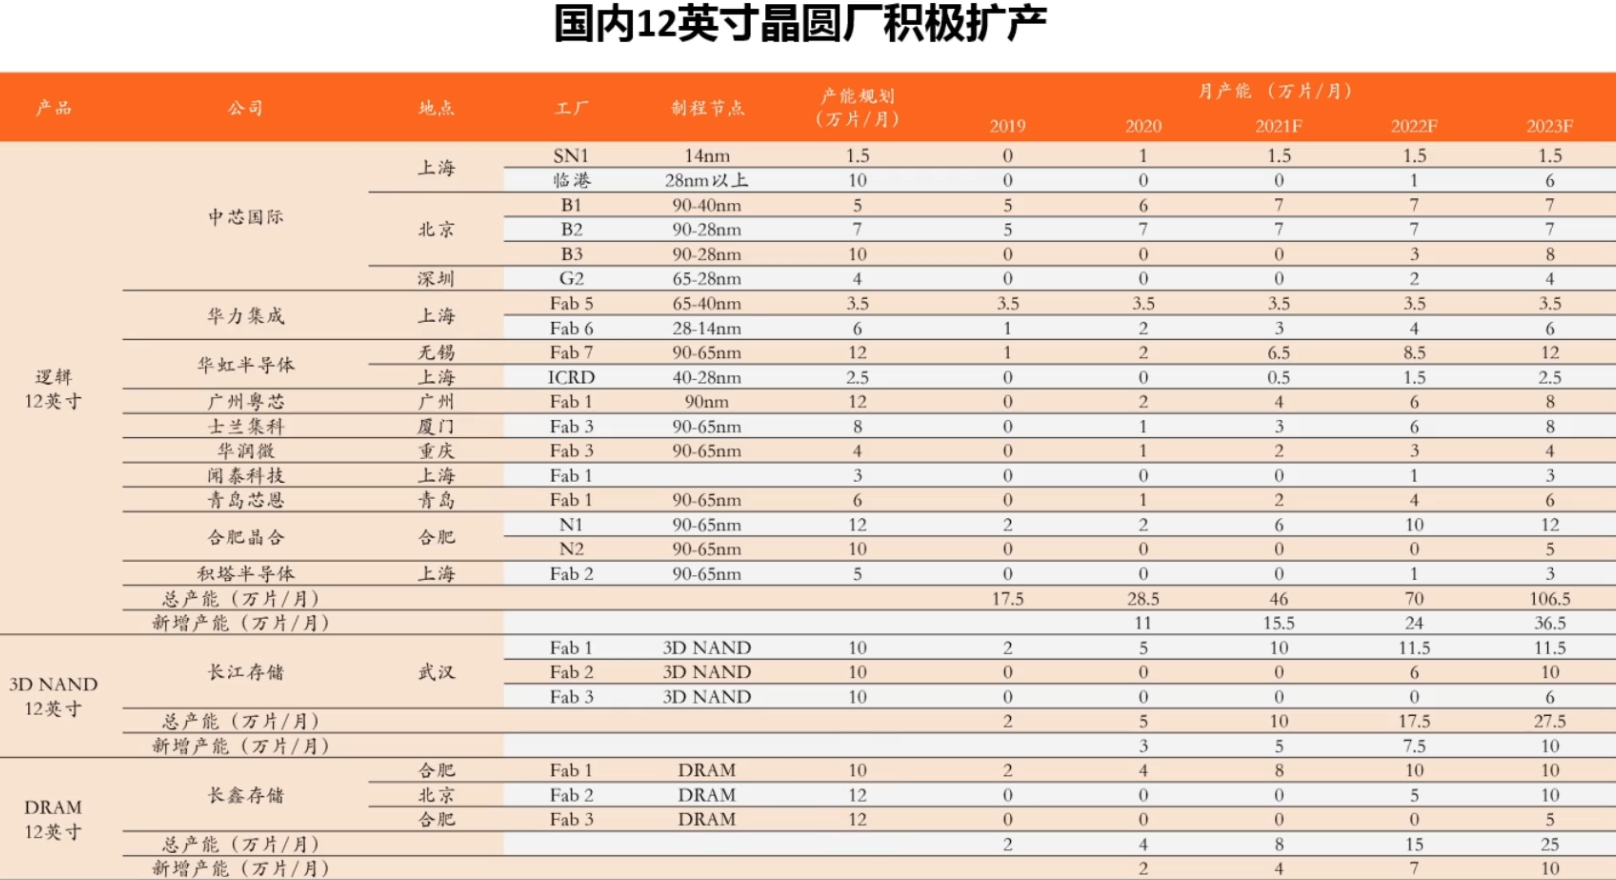 国内12英寸晶圆厂积极扩产
产品 公司 地点 工厂 制程节点 产能规划（万片/月） 月产能 （万片/月）
2019 2020 2021F 2022F 2023F
逻辑 12英寸 中芯国际 上海 SN1 14nm 1.5 0 1 1.5 1.5 1.5
临港 28nm以上 10 0 0 0 1 6
北京 B1 90-40nm 5 5 6 7 7 7
B2 90-28nm 7 5 7 7 7 7
B3 90-28nm 10 0 0 0 3 8
深圳 G2 65-28nm 4 0 0 0 2 4
华力集成 上海 Fab 5 65-40nm 3.5 3.5 3.5 3.5 3.5 3.5
Fab 6 28-14nm 6 1 2 3 4 6
华虹半导体 无锡 Fab 7 90-65nm 12 1 2 6.5 8.5 12
上海 ICRD 40-28nm 2.5 0 0 0.5 1.5 2.5
广州粤芯 广州 Fab 1 90nm 12 0 2 4 6 8
士兰集科 厦门 Fab 3 90-65nm 8 0 1 3 6 8
华润微 重庆 Fab 3 90-65nm 4 0 1 2 3 4
闻泰科技 上海 Fab 1 3 0 0 0 1 3
青岛芯恩 青岛 Fab 1 90-65nm 6 0 1 2 4 6
合肥晶合 合肥 N1 90-65nm 12 2 2 6 10 12
N2 90-65nm 10 0 0 0 0 5
积塔半导体 上海 Fab 2 90-65nm 5 0 0 0 1 3
总产能（万片/月） 17.5 28.5 46 70 106.5
新增产能（万片/月） 11 15.5 24 36.5
3D NAND 12英寸 长江存储 武汉 Fab 1 3D NAND 10 2 5 10 11.5 11.5
Fab 2 3D NAND 10 0 0 0 6 10
Fab 3 3D NAND 10 0 0 0 0 6
总产能（万片/月） 2 5 10 17.5 27.5
新增产能（万片/月） 3 5 7.5 10
DRAM 12英寸 长鑫存储 合肥 Fab 1 DRAM 10 2 4 8 10 10
北京 Fab 2 DRAM 12 0 0 0 5 10
合肥 Fab 3 DRAM 12 0 0 0 0 5
总产能（万片/月） 2 4 8 15 25
新增产能（万片/月） 2 4 7 10